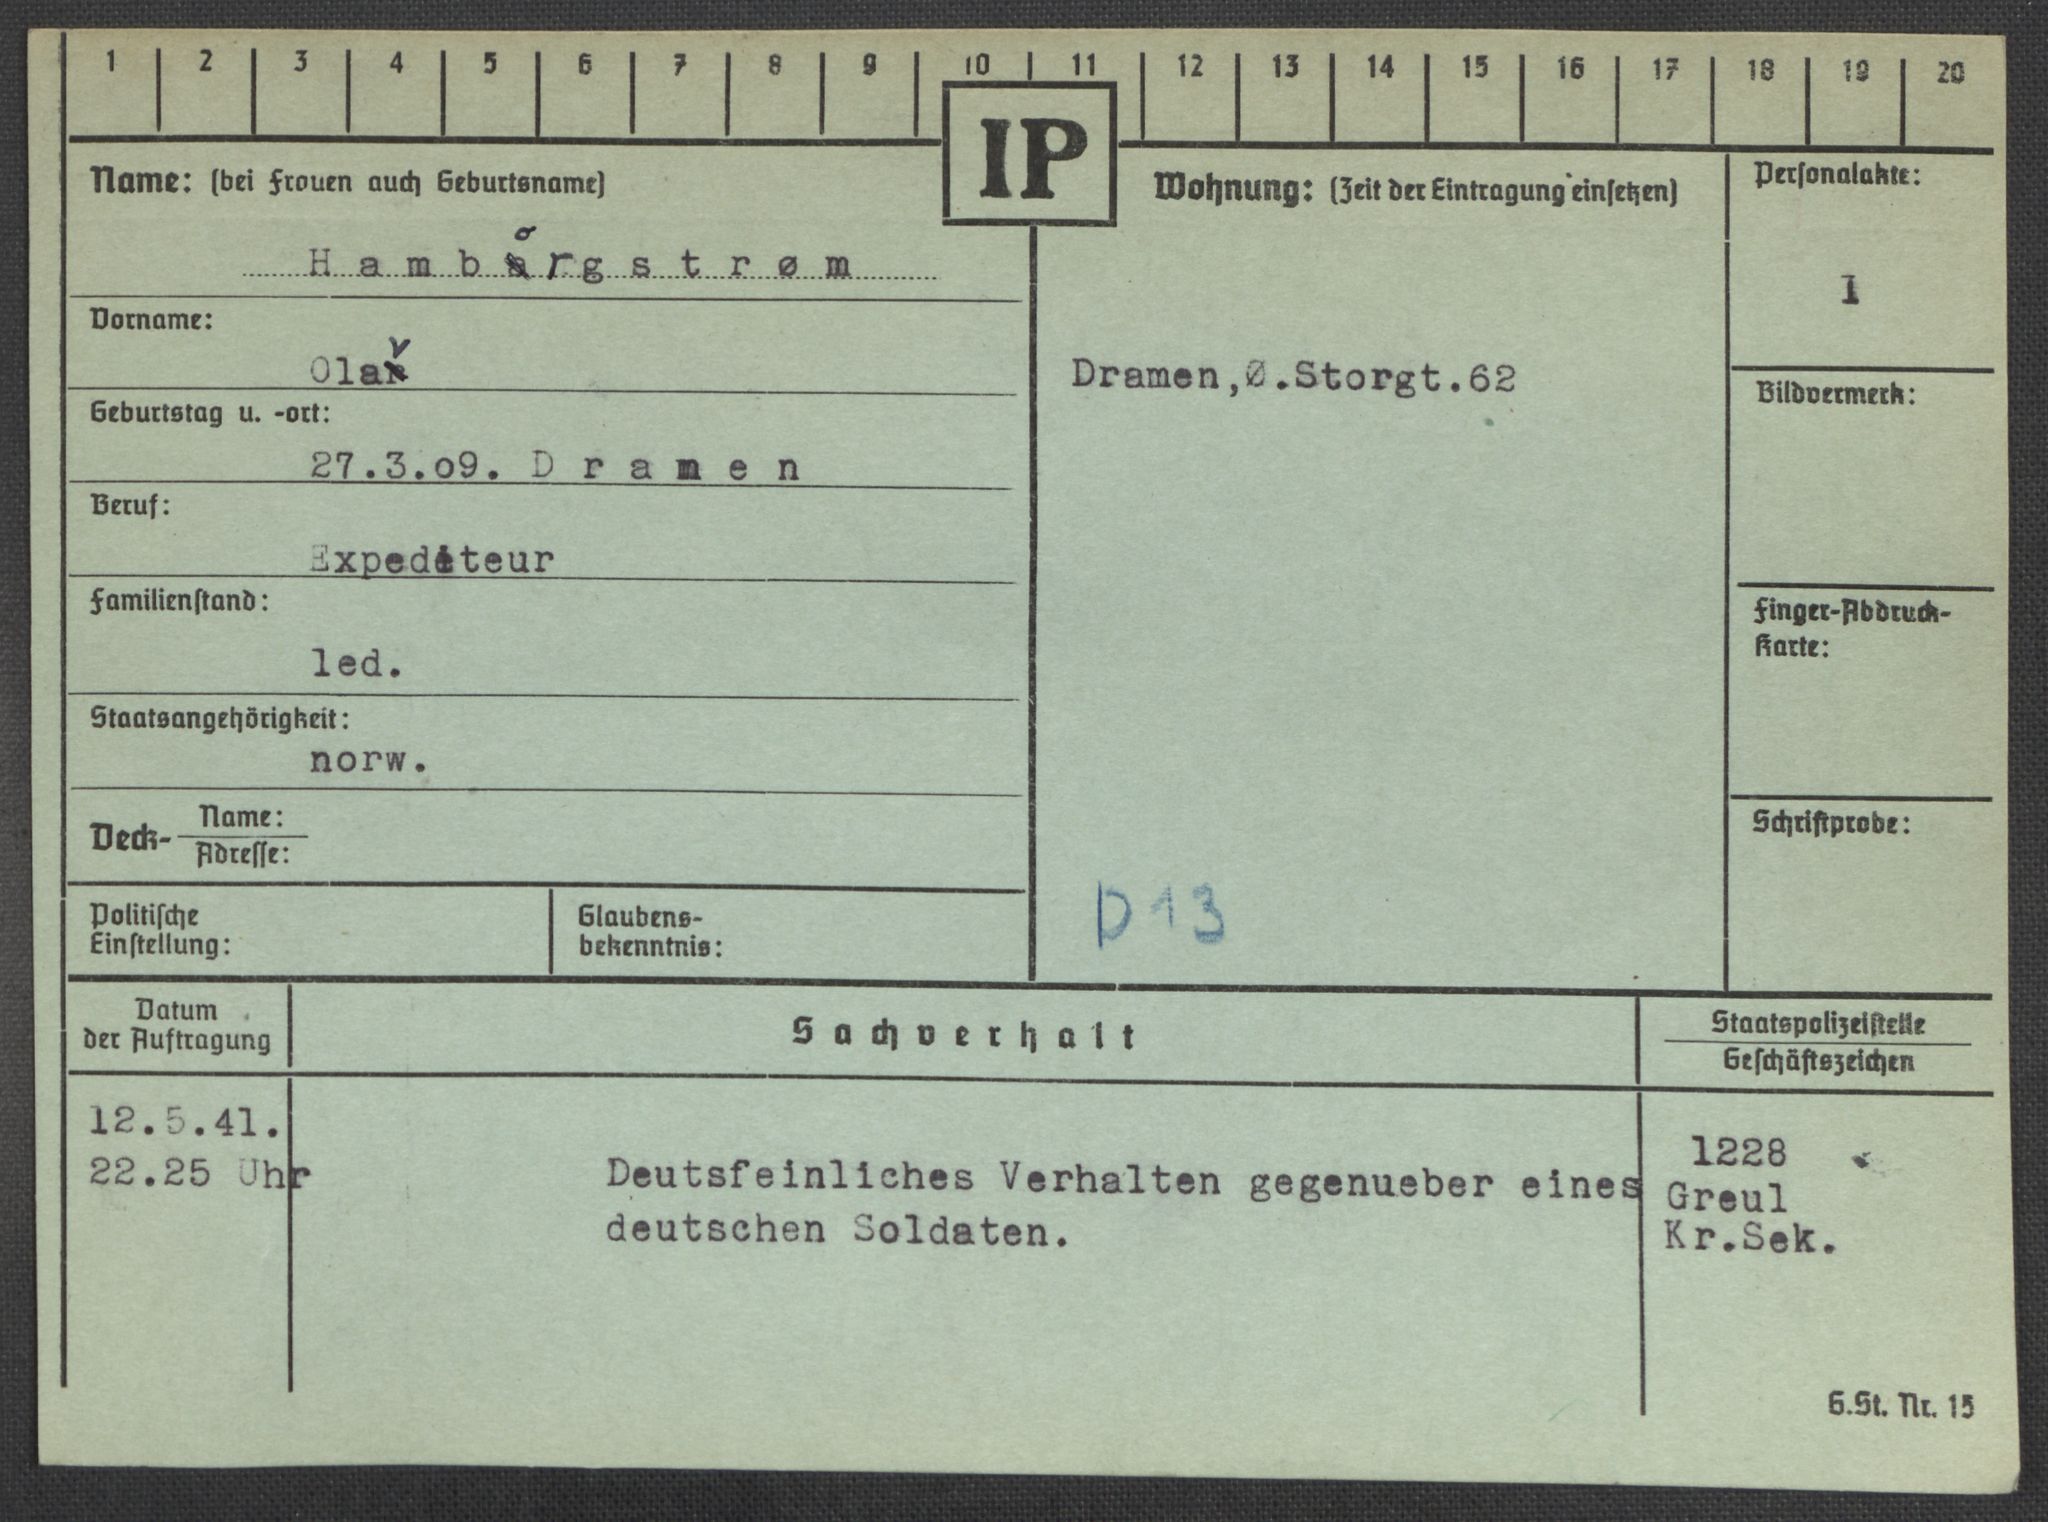 1 2 3 4 5 6 7 8 9 10 11 12 13 14 15 16 17 18 19 20
IP
Name: (bei Frauen auch Geburtsname)
Hamborgstrøm
Vorname:
Olav
Geburtstag u. -ort:
27.3.o9. Dramen
Beruf:
Expediteur
Familienstand:
led.
Staatsangehörigkeit:
norw.
Deck- Name:
Adresse:
Politische
Einstellung:
Glaubens-
bekenntnis:
Wohnung: (Zeit der Eintragung einsetzen)
Dramen,Ø.Storgt.62
D 13
Personalakte:
1
Bildvermerk:
Finger-Abdruck-
Karte:
Schriftprobe:
Datum
der Auftragung
Sachverhalt
Staatspolizeistelle
Geschäftszeichen
12.5.41.
22.25 Uhr
Deutsfeinliches Verhalten gegenueber eines
deutschen Soldaten.
1228
Greul
Kr.Sek.
G.St. Nr. 15